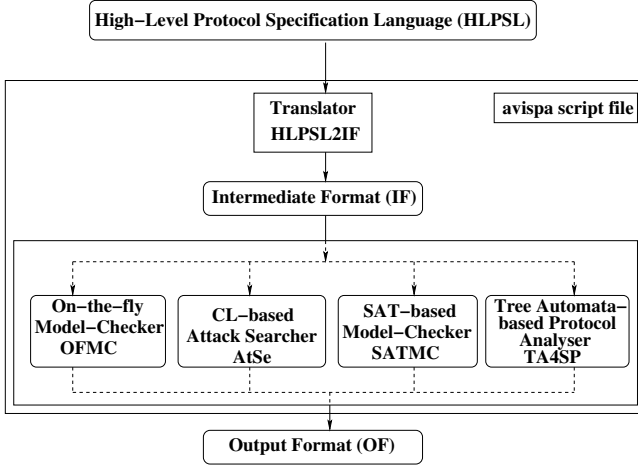 High-Level Protocol Specification Language (HLPSL)
Translator
HLPSL2IF
avispa script file
Intermediate Format (IF)
On-the-fly
Model-Checker
OFMC
CL-based
Attack Searcher
AtSe
SAT-based
Model-Checker
SATMC
Tree Automata-
based Protocol
Analyser
TA4SP
Output Format (OF)